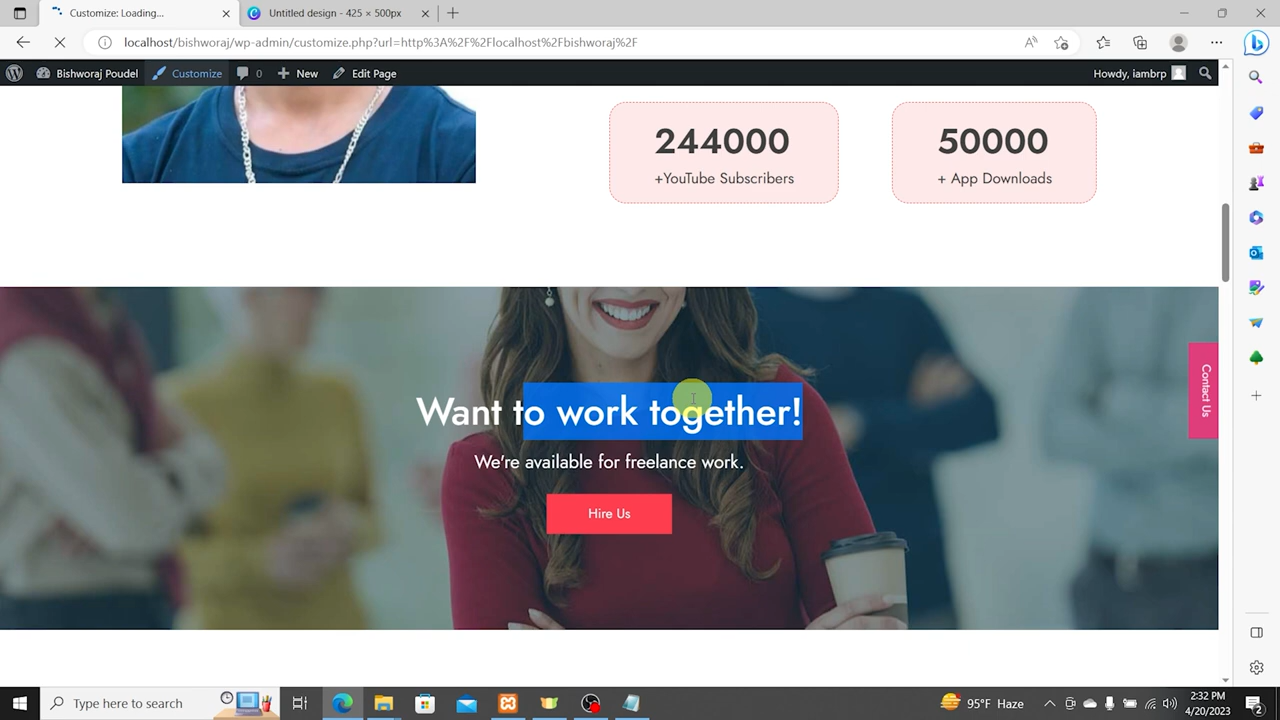 Customize: Loading...
Untitled design - 425 × 500px
localhost/bishworaj/wp-admin/customize.php?url=http%3A%2F%2Flocalhost%2Fbishworaj%2F
Bishworaj Poudel
Customize
0
New
Edit Page
Howdy, iambrp
244000
+YouTube Subscribers
50000
+ App Downloads
Want to work together!
We're available for freelance work.
Hire Us
Contact Us
Type here to search
95°F Haze
2:32 PM
4/20/2023
2